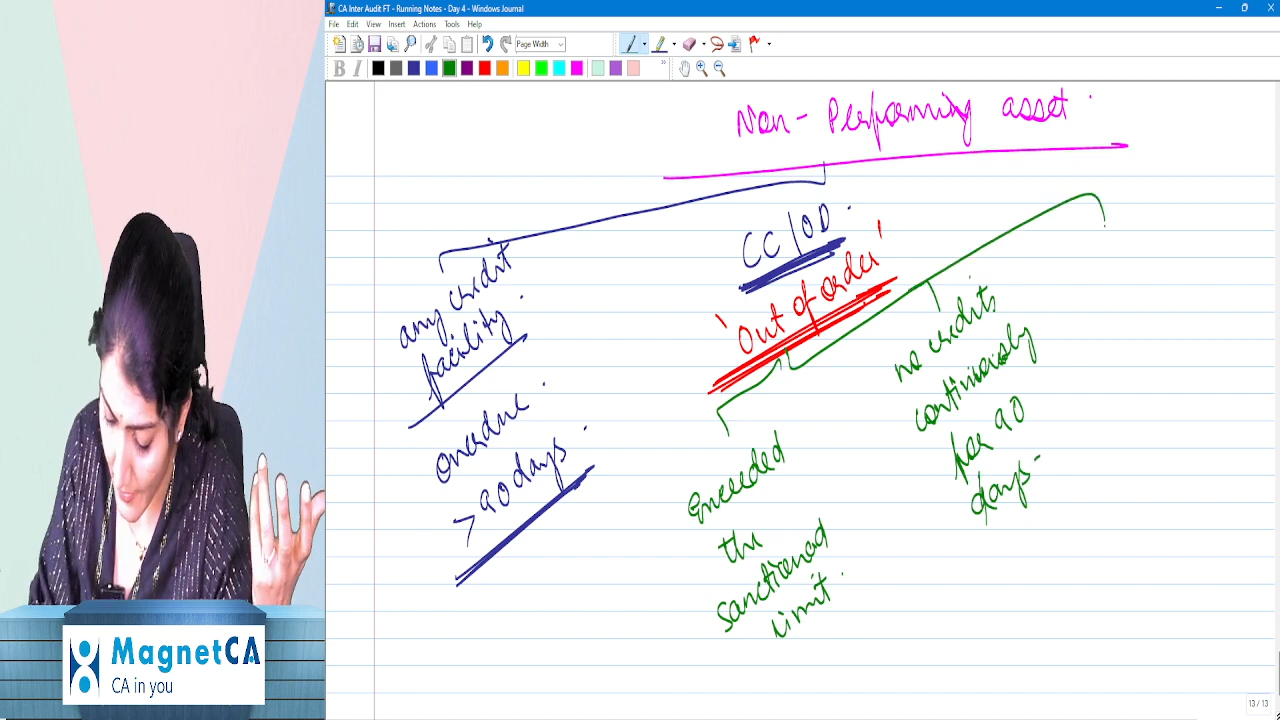 CA Inter Audit FT - Running Notes - Day 4 - Windows Journal
File Edit View Insert Actions Tools Help
Page Width
B I
Non-Performing asset.
any credit
facility.
overdue
>90 days.
CC/OD.
'Out of order'
exceeded
the
sanctioned
limit.
no credits
continuously
per 90
days-
MagnetCA
CA in you
13 / 13